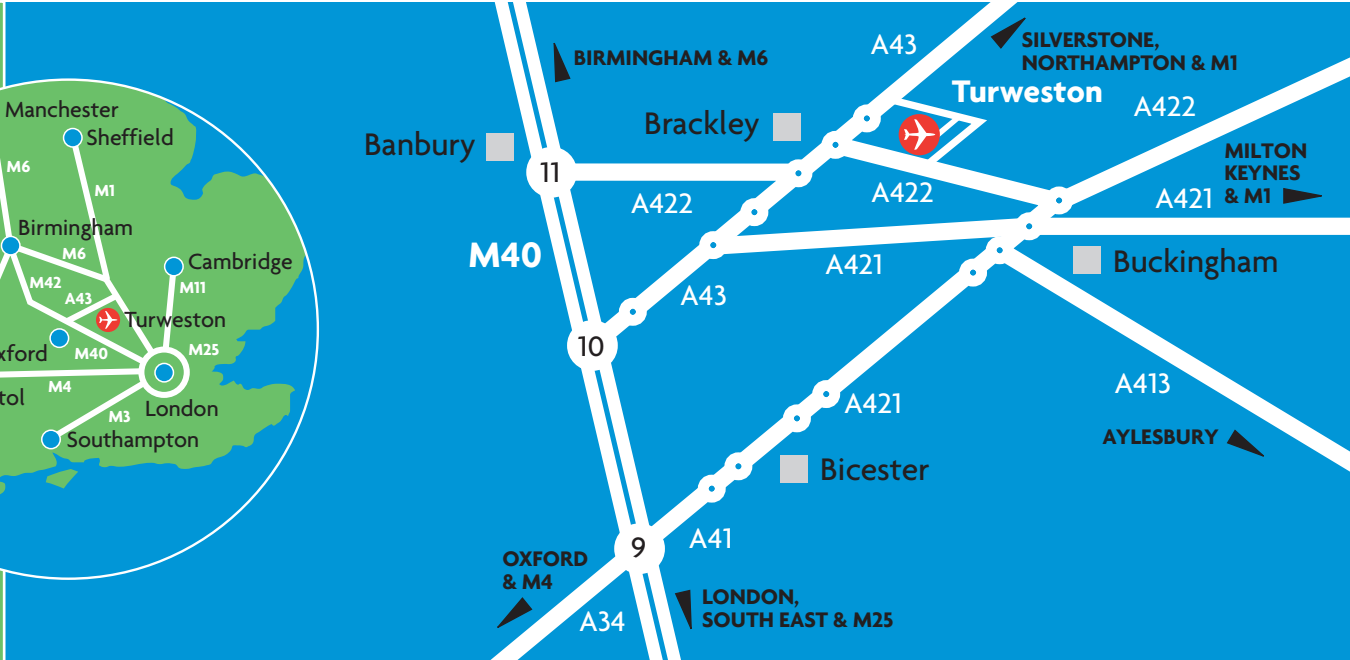 Manchester
Sheffield
M6
M1
Birmingham
M6
Cambridge
M42
M11
A43
Turweston
xford
M40
M25
M4
tol
London
M3
Southampton
A43
SILVERSTONE,
NORTHAMPTON & M1
BIRMINGHAM & M6
Turweston
A422
Brackley
Banbury
MILTON
KEYNES
& M1
11
A422
A422
A421
M40
A421
Buckingham
A43
10
A413
A421
AYLESBURY
Bicester
9
A41
OXFORD
& M4
LONDON,
SOUTH EAST & M25
A34